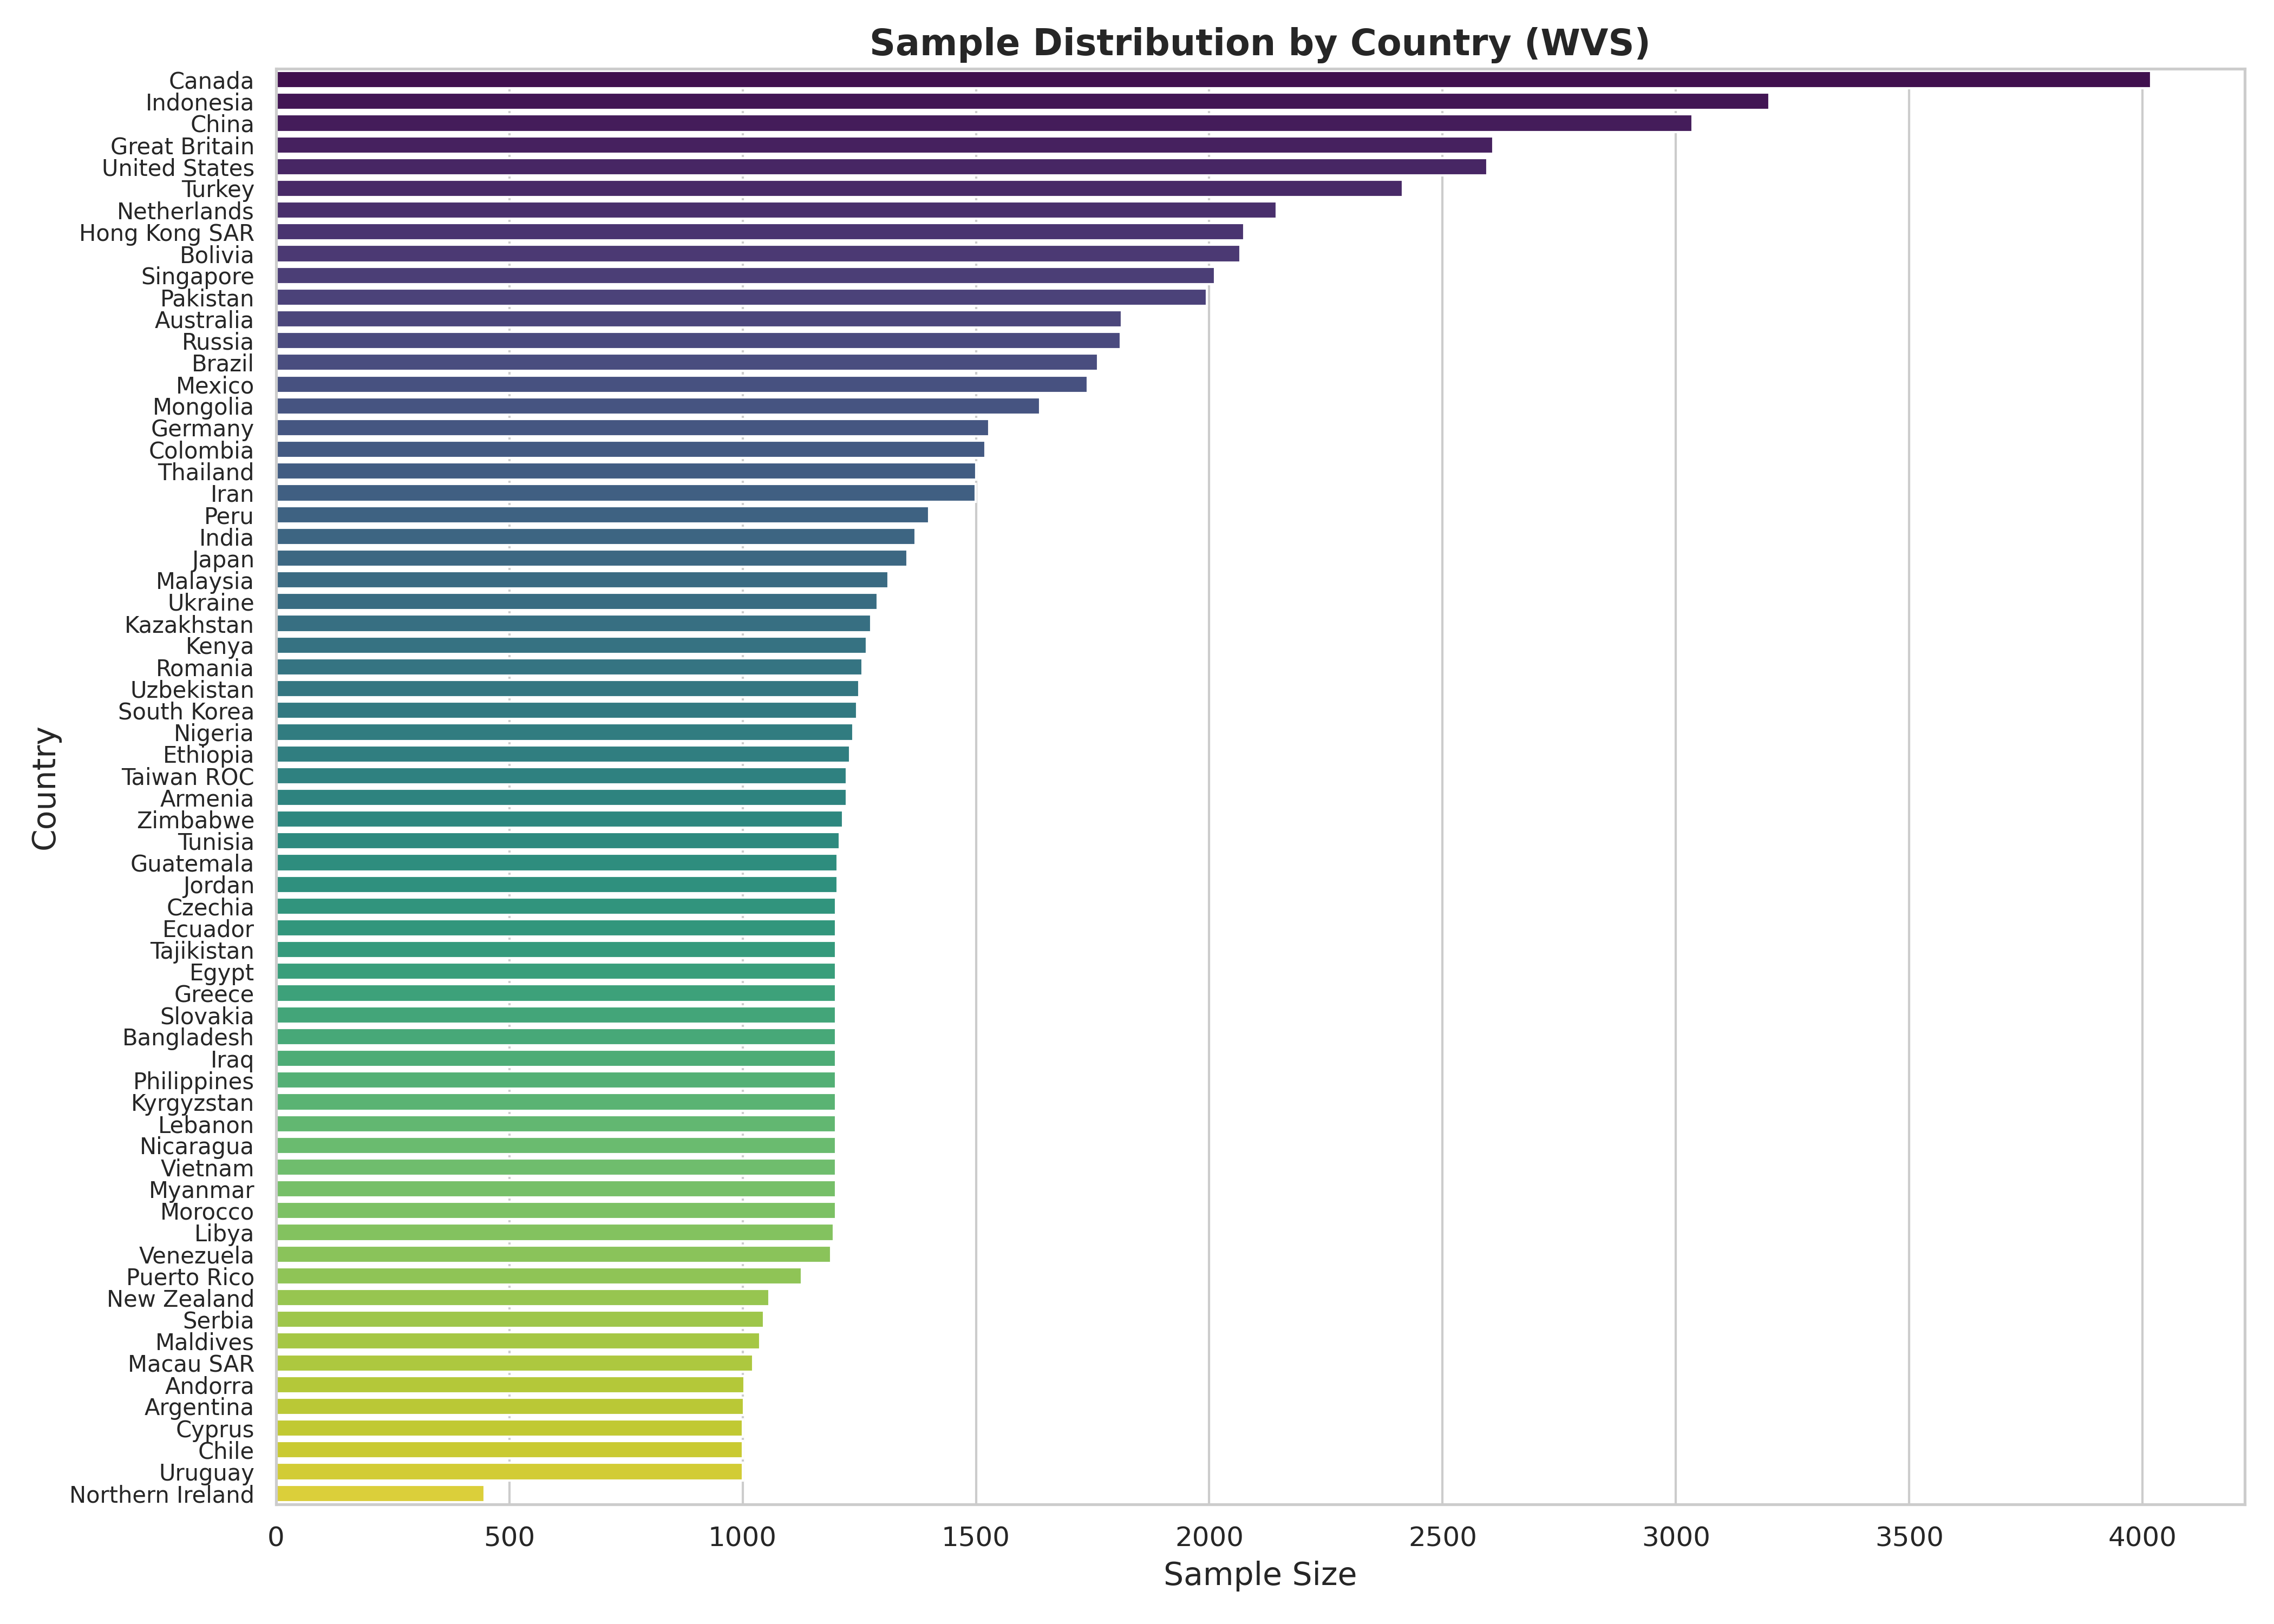 Sample Distribution by Country (WVS)
Canada
Indonesia
China
Great Britain
United States
Turkey
Netherlands
Hong Kong SAR
Bolivia
Singapore
Pakistan
Australia
Russia
Brazil
Mexico
Mongolia
Germany
Colombia
Thailand
Iran
Peru
India
Japan
Malaysia
Ukraine
Kazakhstan
Kenya
Romania
Uzbekistan
South Korea
Nigeria
Ethiopia
Taiwan ROC
Armenia
Zimbabwe
Tunisia
Guatemala
Jordan
Czechia
Ecuador
Tajikistan
Egypt
Greece
Slovakia
Bangladesh
Iraq
Philippines
Kyrgyzstan
Lebanon
Nicaragua
Vietnam
Myanmar
Morocco
Libya
Venezuela
Puerto Rico
New Zealand
Serbia
Maldives
Macau SAR
Andorra
Argentina
Cyprus
Chile
Uruguay
Northern Ireland
Country
0 500 1000 1500 2000 2500 3000 3500 4000
Sample Size